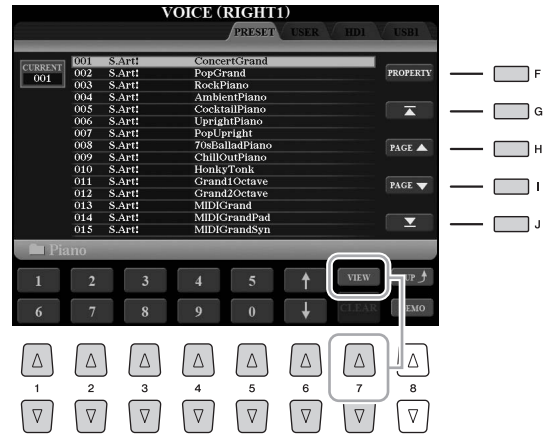 VOICE (RIGHT1)
PRESET USER HD1 USB1
CURRENT
001
001 S.Art! ConcertGrand
002 S.Art! PopGrand
003 S.Art! RockPiano
004 S.Art! AmbientPiano
005 S.Art! CocktailPiano
006 S.Art! UprightPiano
007 S.Art! PopUpright
008 S.Art! 70sBalladPiano
009 S.Art! ChillOutPiano
010 S.Art! HonkyTonk
011 S.Art! Grand1Octave
012 S.Art! Grand2Octave
013 S.Art! MIDIGrand
014 S.Art! MIDIGrandPad
015 S.Art! MIDIGrandSyn
PROPERTY
PAGE
PAGE
F
G
H
I
J
Piano
1 2 3 4 5 VIEW UP
6 7 8 9 0 CLEAR EMO
1 2 3 4 5 6 7 8